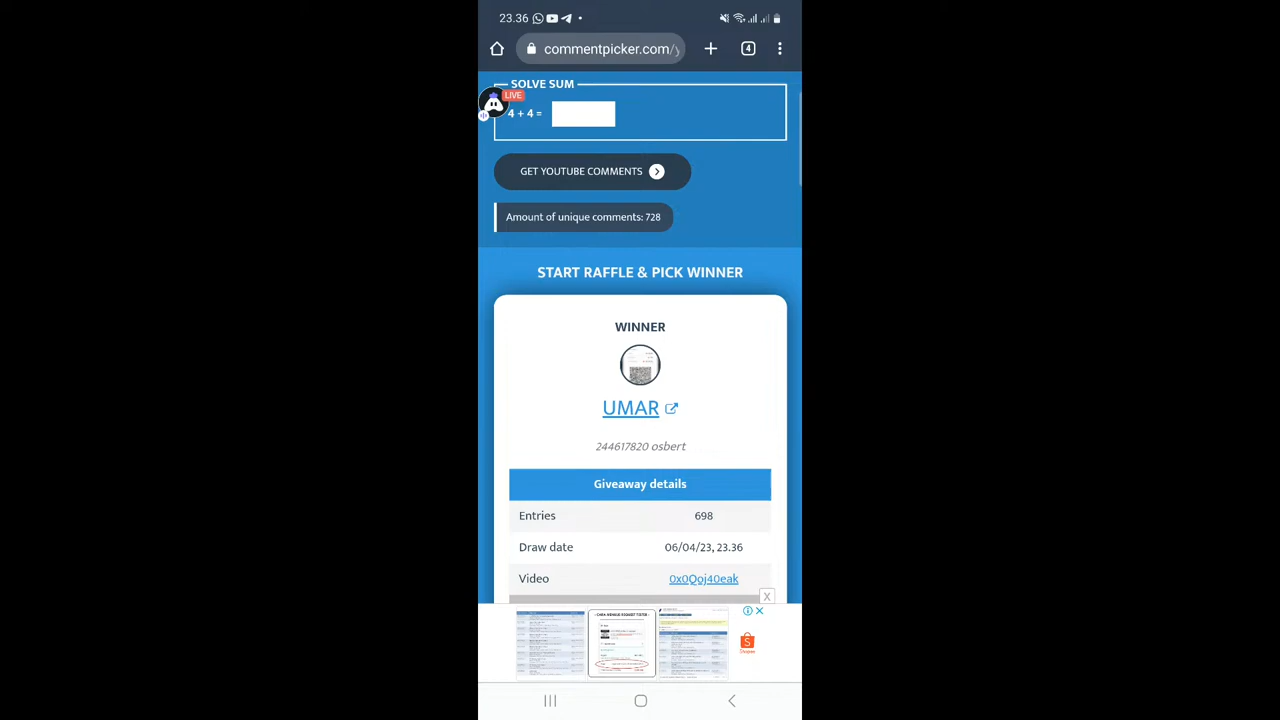 23.36
commentpicker.com/y
4
SOLVE SUM
LIVE
4 + 4 =
GET YOUTUBE COMMENTS
Amount of unique comments: 728
START RAFFLE & PICK WINNER
WINNER
UMAR
244617820 osbert
Giveaway details
Entries 698
Draw date 06/04/23, 23.36
Video 0x0Qoj40eak
X
Shopee